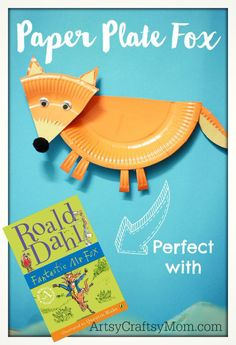 Paper Plate Fox
ROALD
DAHL
Fantastic Mr Fox
Perfect
with
ArtsyCraftsyMom.com